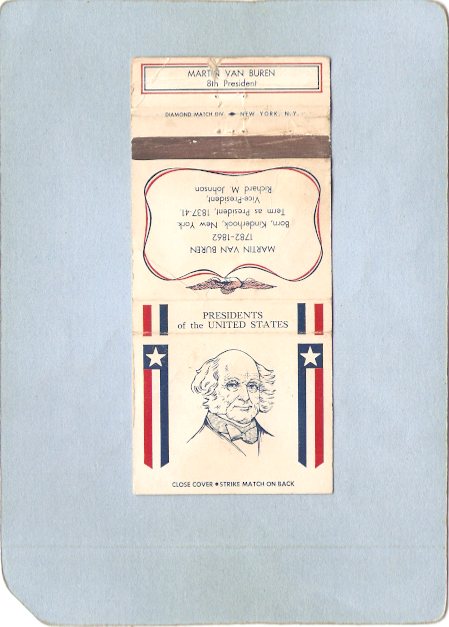 MARTIN VAN BUREN
8th President
DIAMOND MATCH DIV. NEW YORK, N.Y.
MARTIN VAN BUREN
1782-1862
Born, Kinderhook, New York
Term as President, 1837-41,
Vice-President,
Richard M. Johnson
PRESIDENTS
of the UNITED STATES
CLOSE COVER • STRIKE MATCH ON BACK